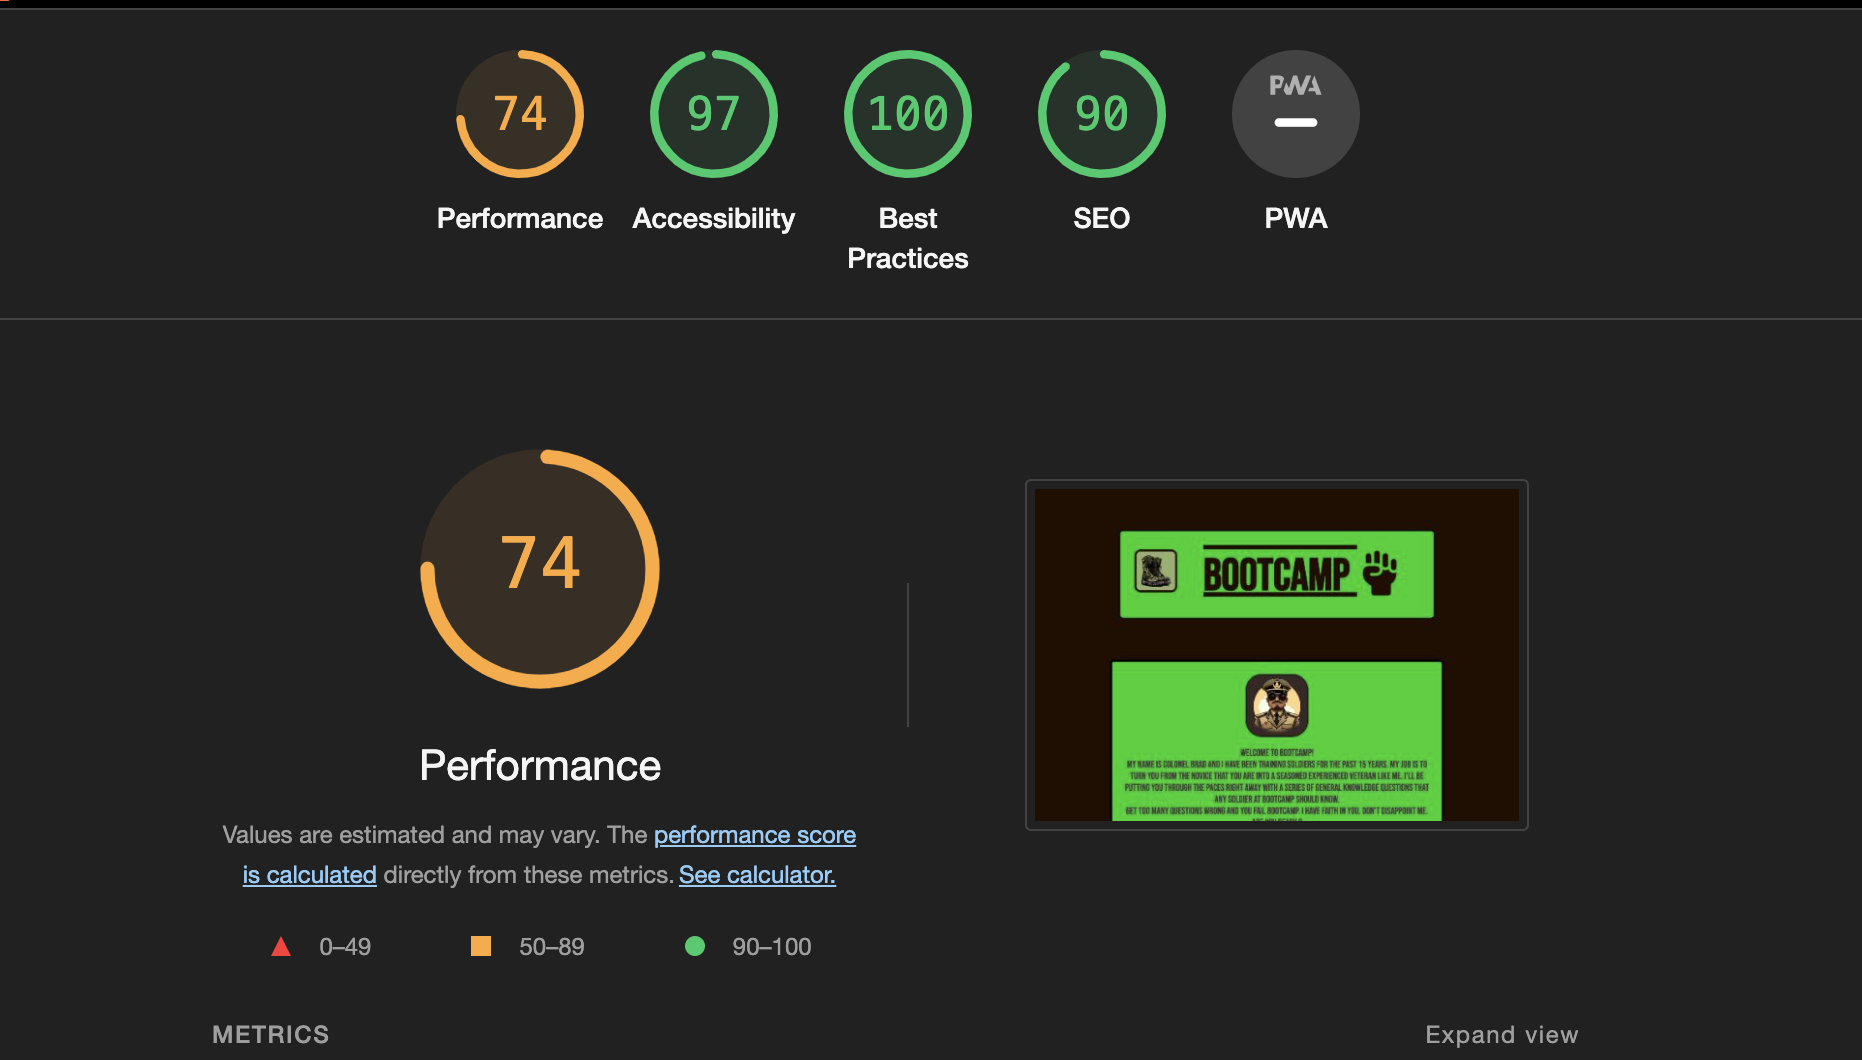 74
97
100
90
PWA
Performance
Accessibility
Best
Practices
SEO
PWA
74
Performance
Values are estimated and may vary. The performance score
is calculated directly from these metrics. See calculator.
0–49
50–89
90–100
BOOTCAMP
WELCOME TO BOOTCAMP!
MY NAME IS COLONEL BRAD AND I HAVE BEEN TRAINING SOLDIERS FOR THE PAST 15 YEARS. MY JOB IS TO
TURN YOU FROM THE NOVICE THAT YOU ARE INTO A SEASONED EXPERIENCED VETERAN LIKE ME. I'LL BE
PUTTING YOU THROUGH THE PACES RIGHT AWAY WITH A SERIES OF GENERAL KNOWLEDGE QUESTIONS THAT
ANY SOLDIER AT BOOTCAMP SHOULD KNOW.
GET TOO MANY QUESTIONS WRONG AND YOU FAIL BOOTCAMP. I HAVE FAITH IN YOU, DON'T DISAPPOINT ME.
METRICS
Expand view